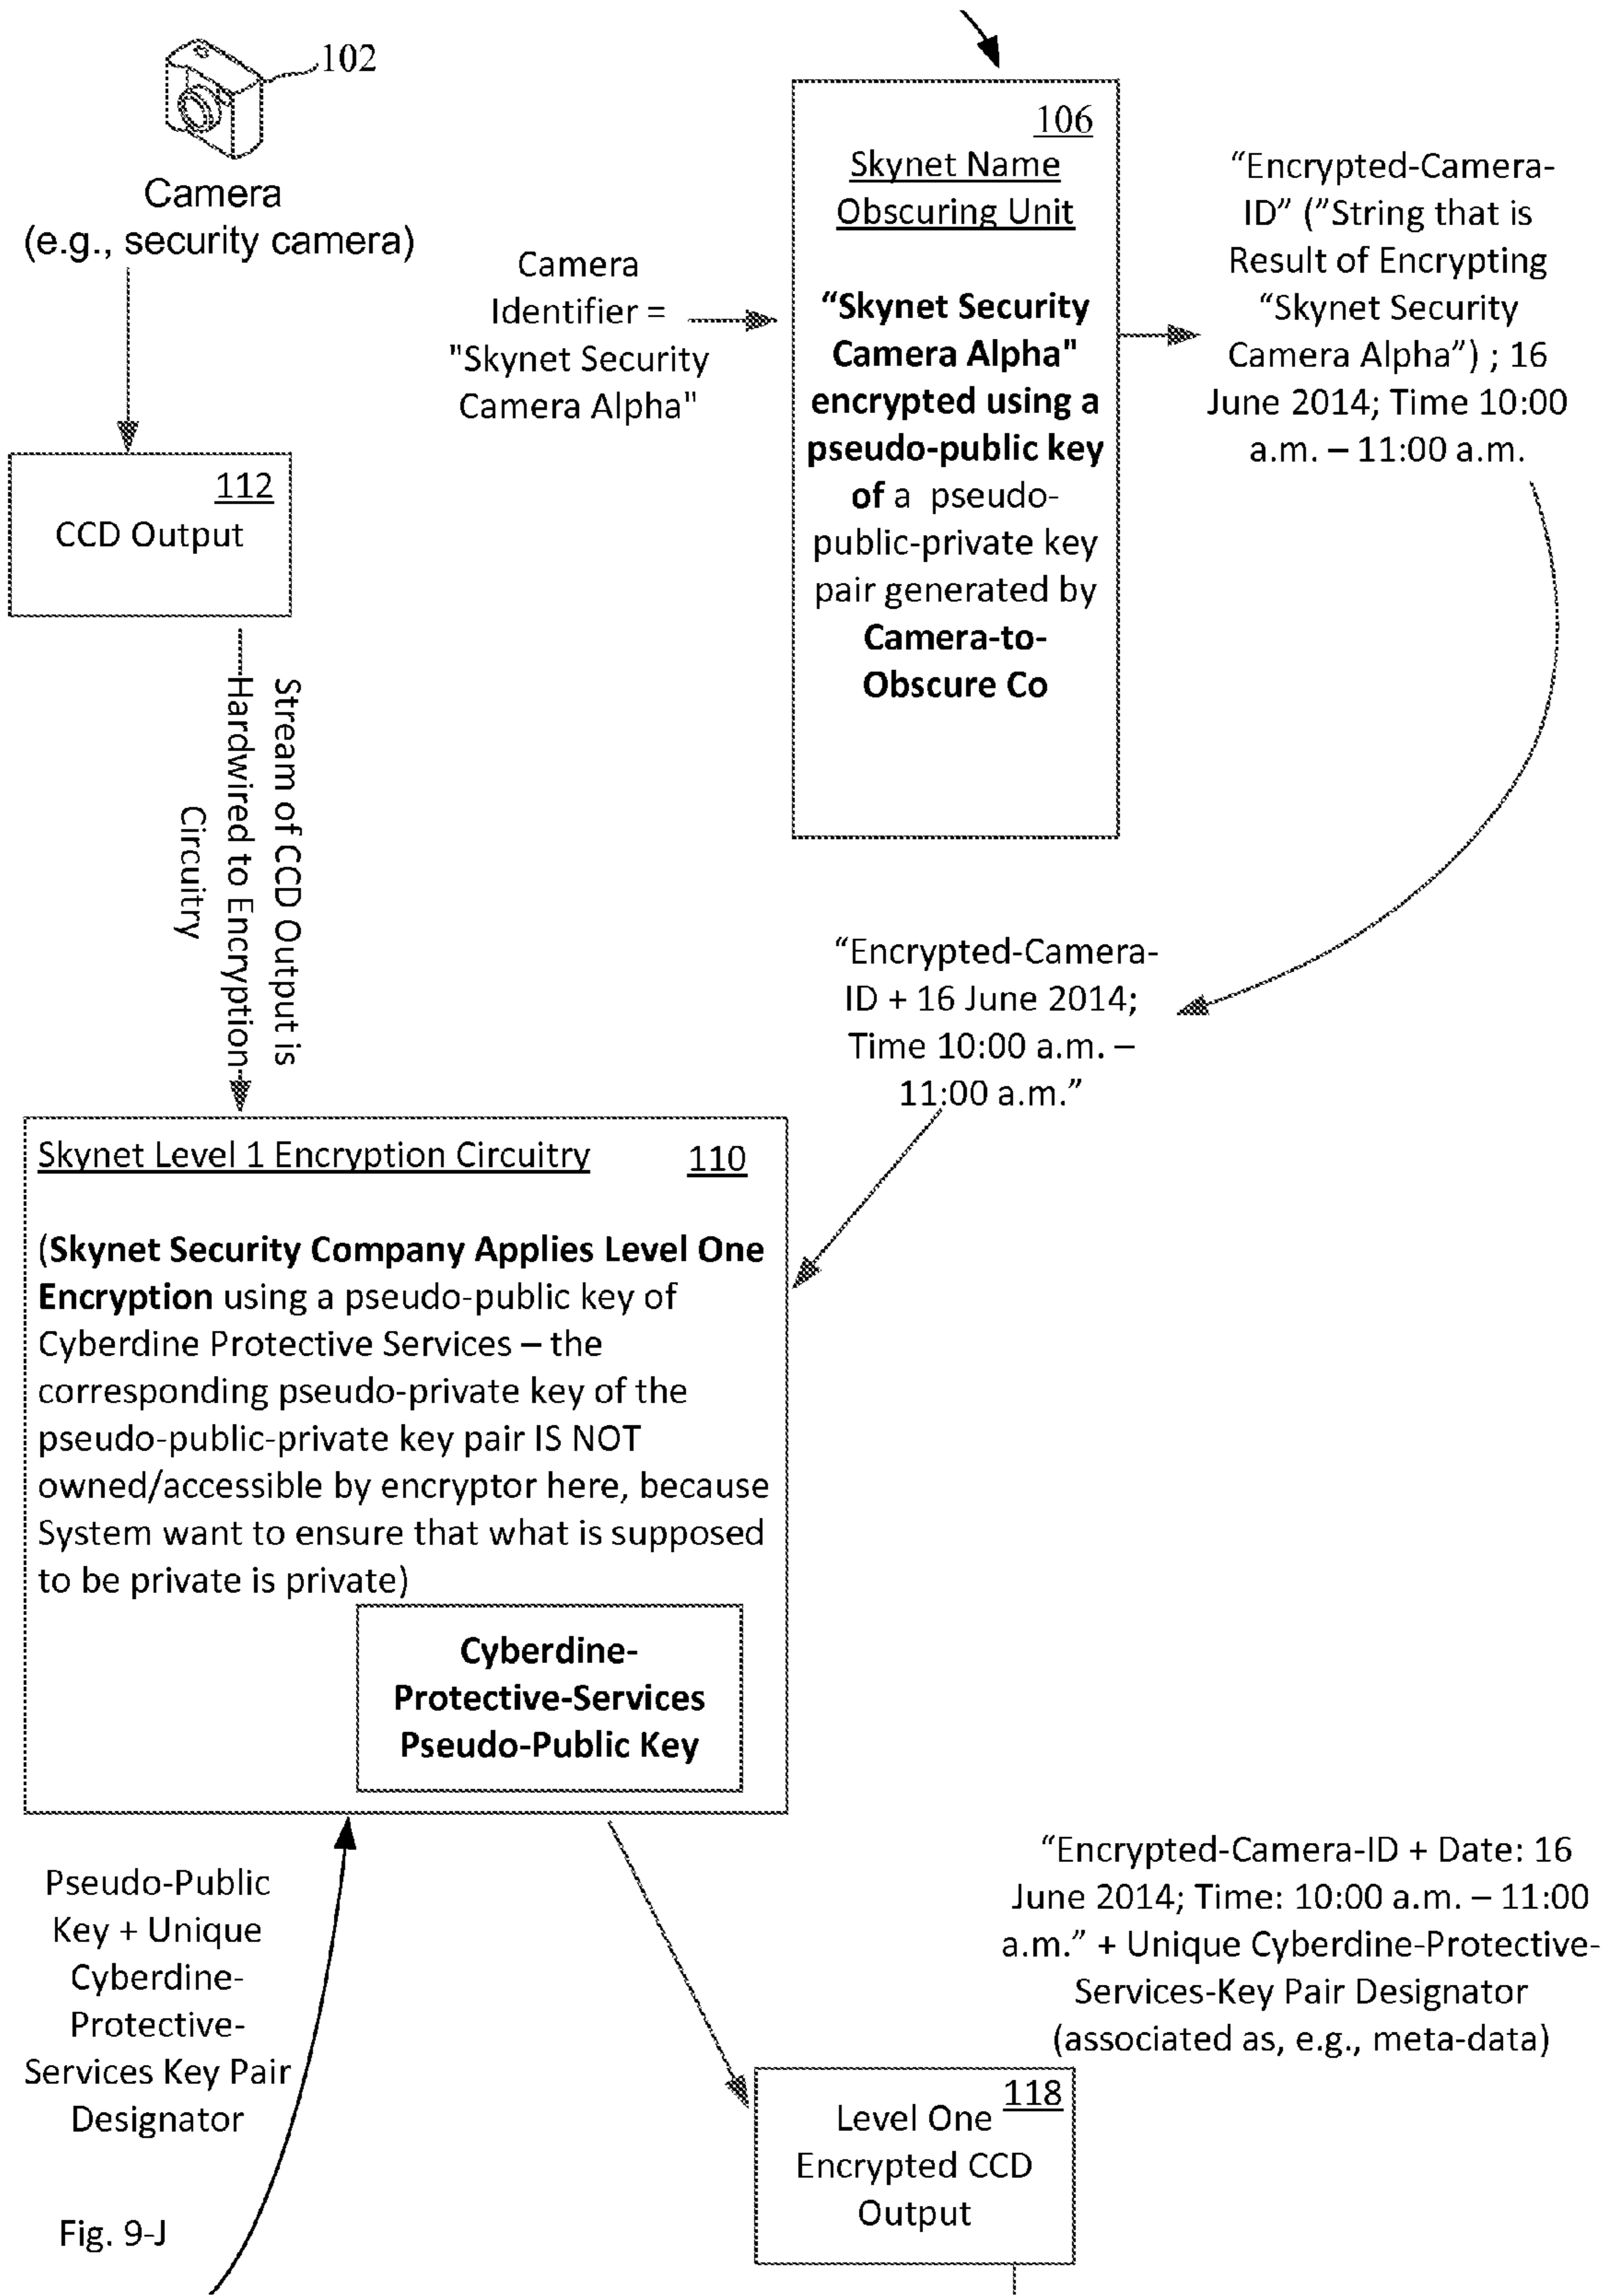 102
Camera
(e.g., security camera)
112
CCD Output
Stream of CCD Output is
Hardwired to Encryption
Circuitry
Camera
Identifier =
"Skynet Security
Camera Alpha"
106
Skynet Name
Obscuring Unit
“Skynet Security
Camera Alpha"
encrypted using a
pseudo-public key
of a pseudo-
public-private key
pair generated by
Camera-to-
Obscure Co
“Encrypted-Camera-
ID” (”String that is
Result of Encrypting
“Skynet Security
Camera Alpha”) ; 16
June 2014; Time 10:00
a.m. – 11:00 a.m.
“Encrypted-Camera-
ID + 16 June 2014;
Time 10:00 a.m. –
11:00 a.m.”
Skynet Level 1 Encryption Circuitry 110
(Skynet Security Company Applies Level One
Encryption using a pseudo-public key of
Cyberdine Protective Services – the
corresponding pseudo-private key of the
pseudo-public-private key pair IS NOT
owned/accessible by encryptor here, because
System want to ensure that what is supposed
to be private is private)
Cyberdine-
Protective-Services
Pseudo-Public Key
Pseudo-Public
Key + Unique
Cyberdine-
Protective-
Services Key Pair
Designator
“Encrypted-Camera-ID + Date: 16
June 2014; Time: 10:00 a.m. – 11:00
a.m.” + Unique Cyberdine-Protective-
Services-Key Pair Designator
(associated as, e.g., meta-data)
118
Level One
Encrypted CCD
Output
Fig. 9-J